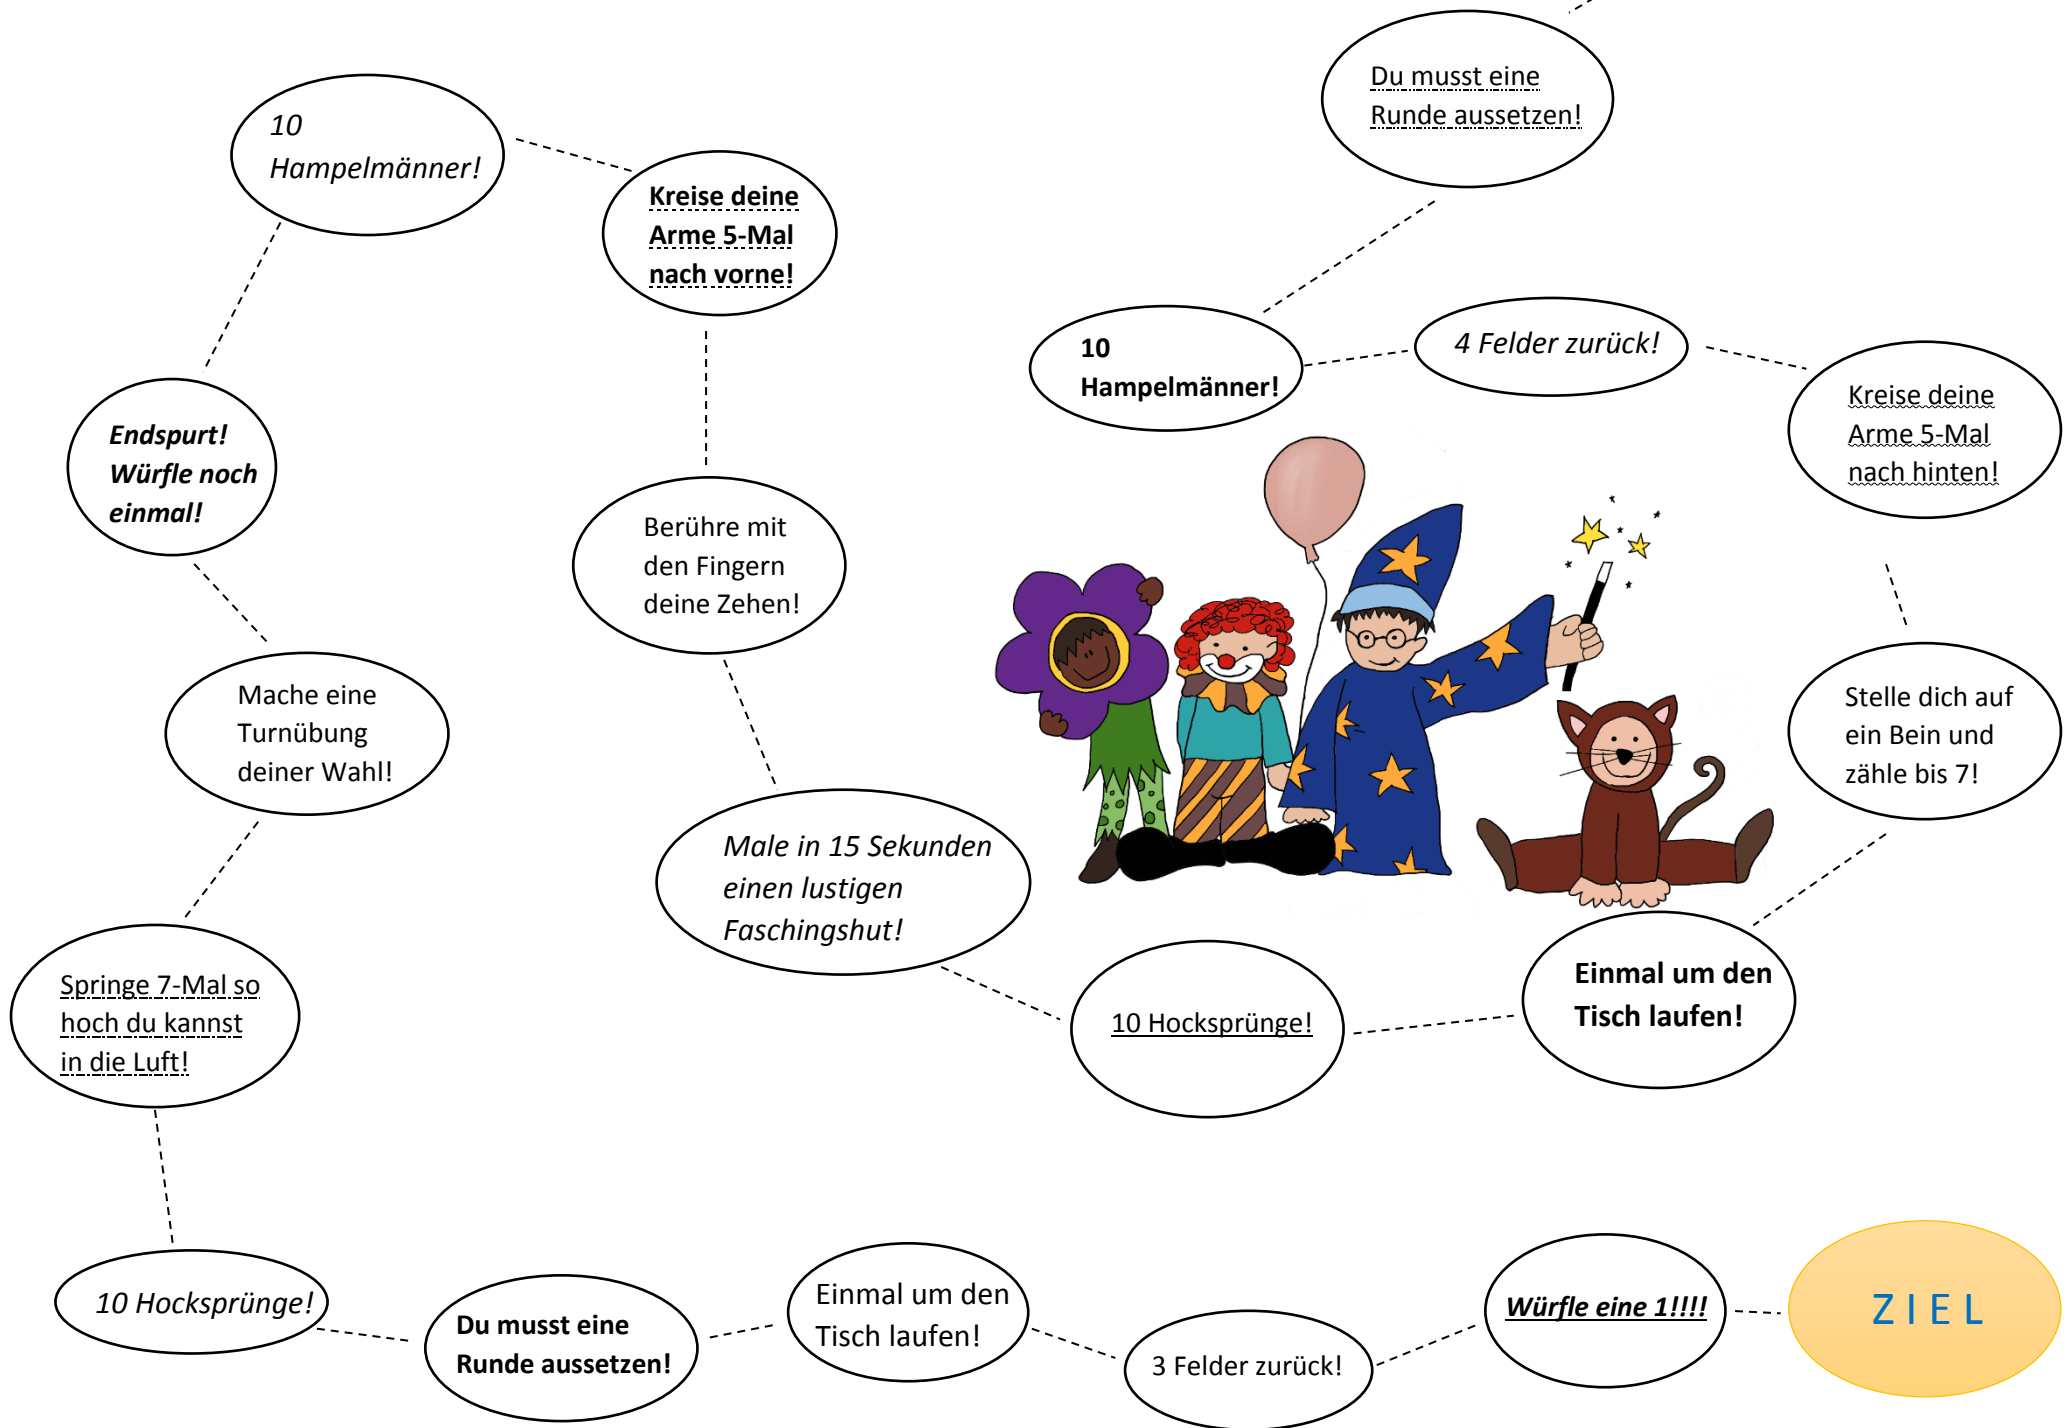 Du musst eine
Runde aussetzen!
10
Hampelmänner!
4 Felder zurück!
Kreise deine
Arme 5-Mal
nach hinten!
Stelle dich auf
ein Bein und
zähle bis 7!
Einmal um den
Tisch laufen!
10 Hocksprünge!
Male in 15 Sekunden
einen lustigen
Faschingshut!
Berühre mit
den Fingern
deine Zehen!
Kreise deine
Arme 5-Mal
nach vorne!
10
Hampelmänner!
Endspurt!
Würfle noch
einmal!
Mache eine
Turnübung
deiner Wahl!
Springe 7-Mal so
hoch du kannst
in die Luft!
10 Hocksprünge!
Du musst eine
Runde aussetzen!
Einmal um den
Tisch laufen!
3 Felder zurück!
Würfle eine 1!!!!
Z I E L